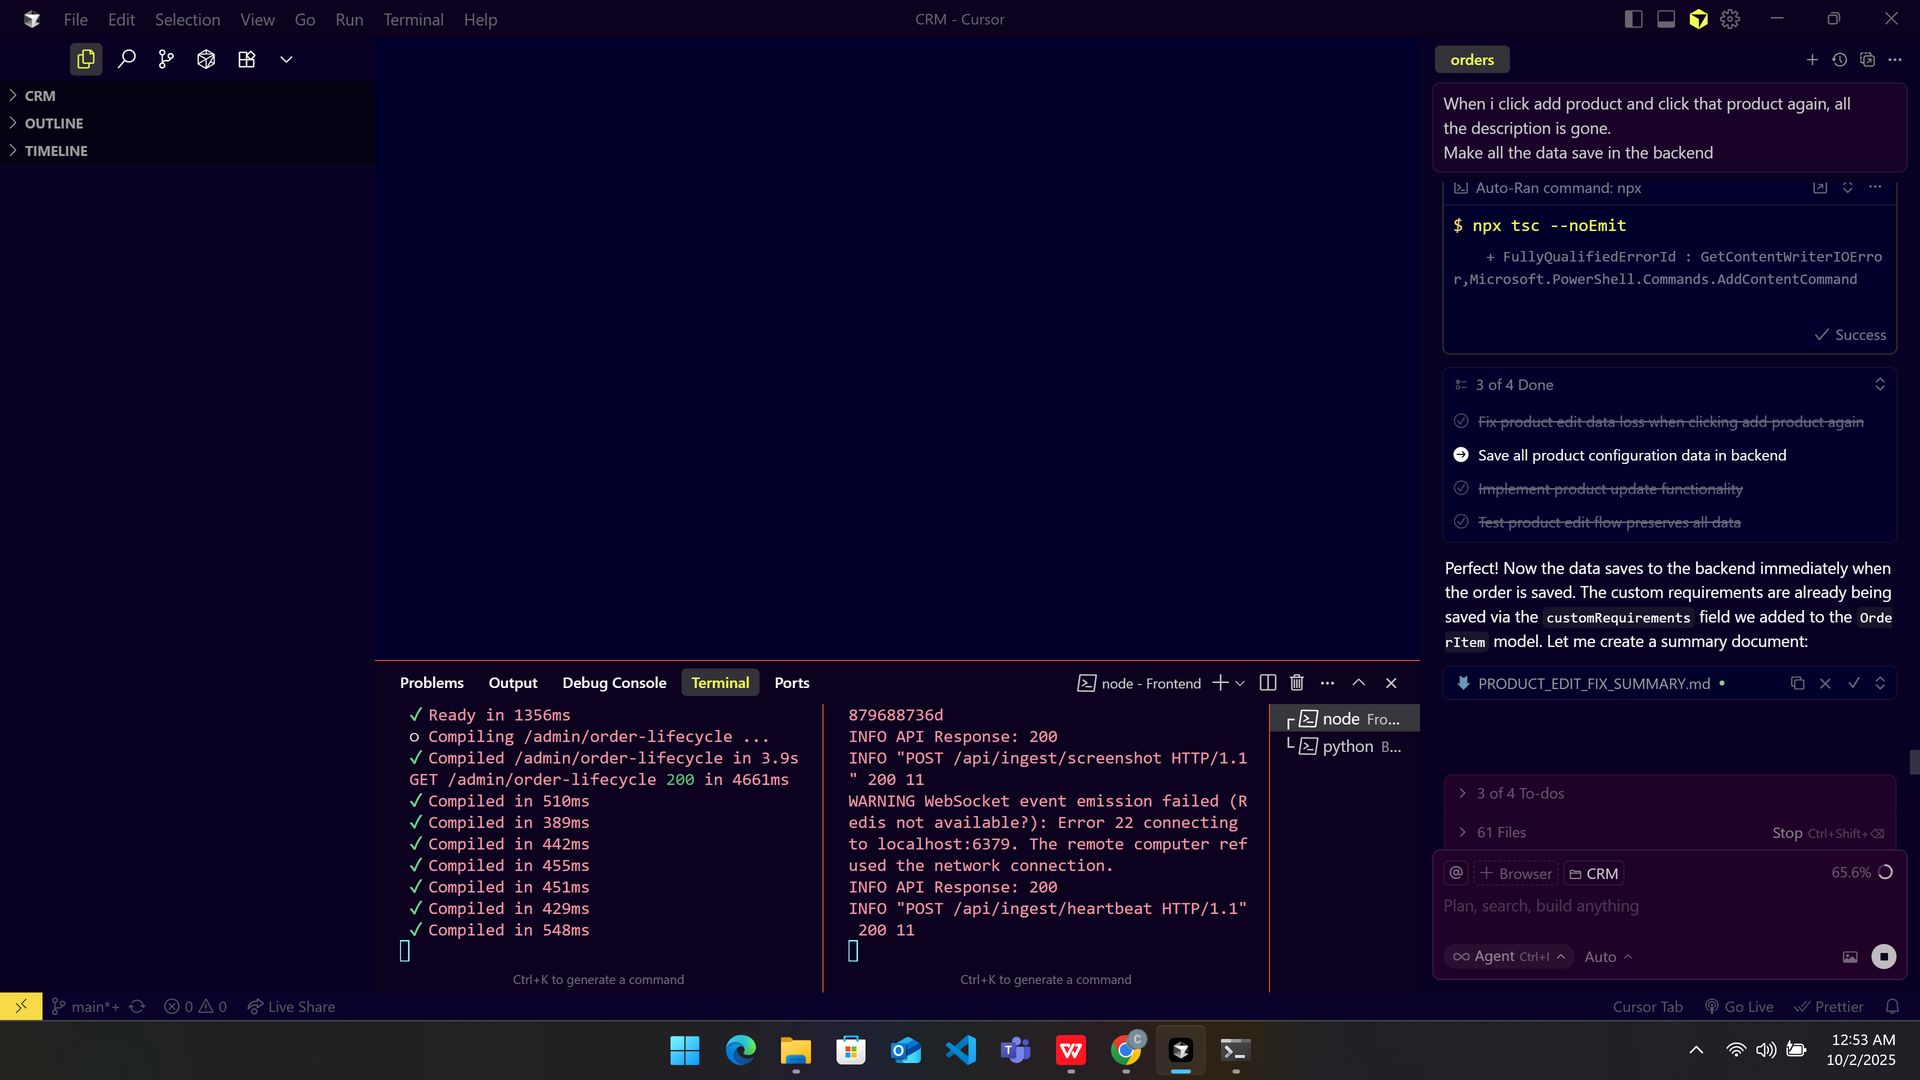 File Edit Selection View Go Run Terminal Help
CRM - Cursor
CRM
OUTLINE
TIMELINE
orders
When i click add product and click that product again, all
the description is gone.
Make all the data save in the backend
Auto-Ran command: npx
$ npx tsc --noEmit
+ FullyQualifiedErrorId : GetContentWriterIOErro
r,Microsoft.PowerShell.Commands.AddContentCommand
Success
3 of 4 Done
Fix product edit data loss when clicking add product again
Save all product configuration data in backend
Implement product update functionality
Test product edit flow preserves all data
Perfect! Now the data saves to the backend immediately when
the order is saved. The custom requirements are already being
saved via the customRequirements field we added to the Orde
rItem model. Let me create a summary document:
PRODUCT_EDIT_FIX_SUMMARY.md
3 of 4 To-dos
61 Files Stop Ctrl+Shift+⌫
@ + Browser CRM 65.6%
Plan, search, build anything
Agent Ctrl+I Auto
Problems Output Debug Console Terminal Ports
node - Frontend
✓ Ready in 1356ms
○ Compiling /admin/order-lifecycle ...
✓ Compiled /admin/order-lifecycle in 3.9s
GET /admin/order-lifecycle 200 in 4661ms
✓ Compiled in 510ms
✓ Compiled in 389ms
✓ Compiled in 442ms
✓ Compiled in 455ms
✓ Compiled in 451ms
✓ Compiled in 429ms
✓ Compiled in 548ms
Ctrl+K to generate a command
879688736d
INFO API Response: 200
INFO "POST /api/ingest/screenshot HTTP/1.1
" 200 11
WARNING WebSocket event emission failed (R
edis not available?): Error 22 connecting
to localhost:6379. The remote computer ref
used the network connection.
INFO API Response: 200
INFO "POST /api/ingest/heartbeat HTTP/1.1"
200 11
Ctrl+K to generate a command
node Fro...
python B...
main*+ 0 0 Live Share
Cursor Tab Go Live Prettier
C
12:53 AM
10/2/2025